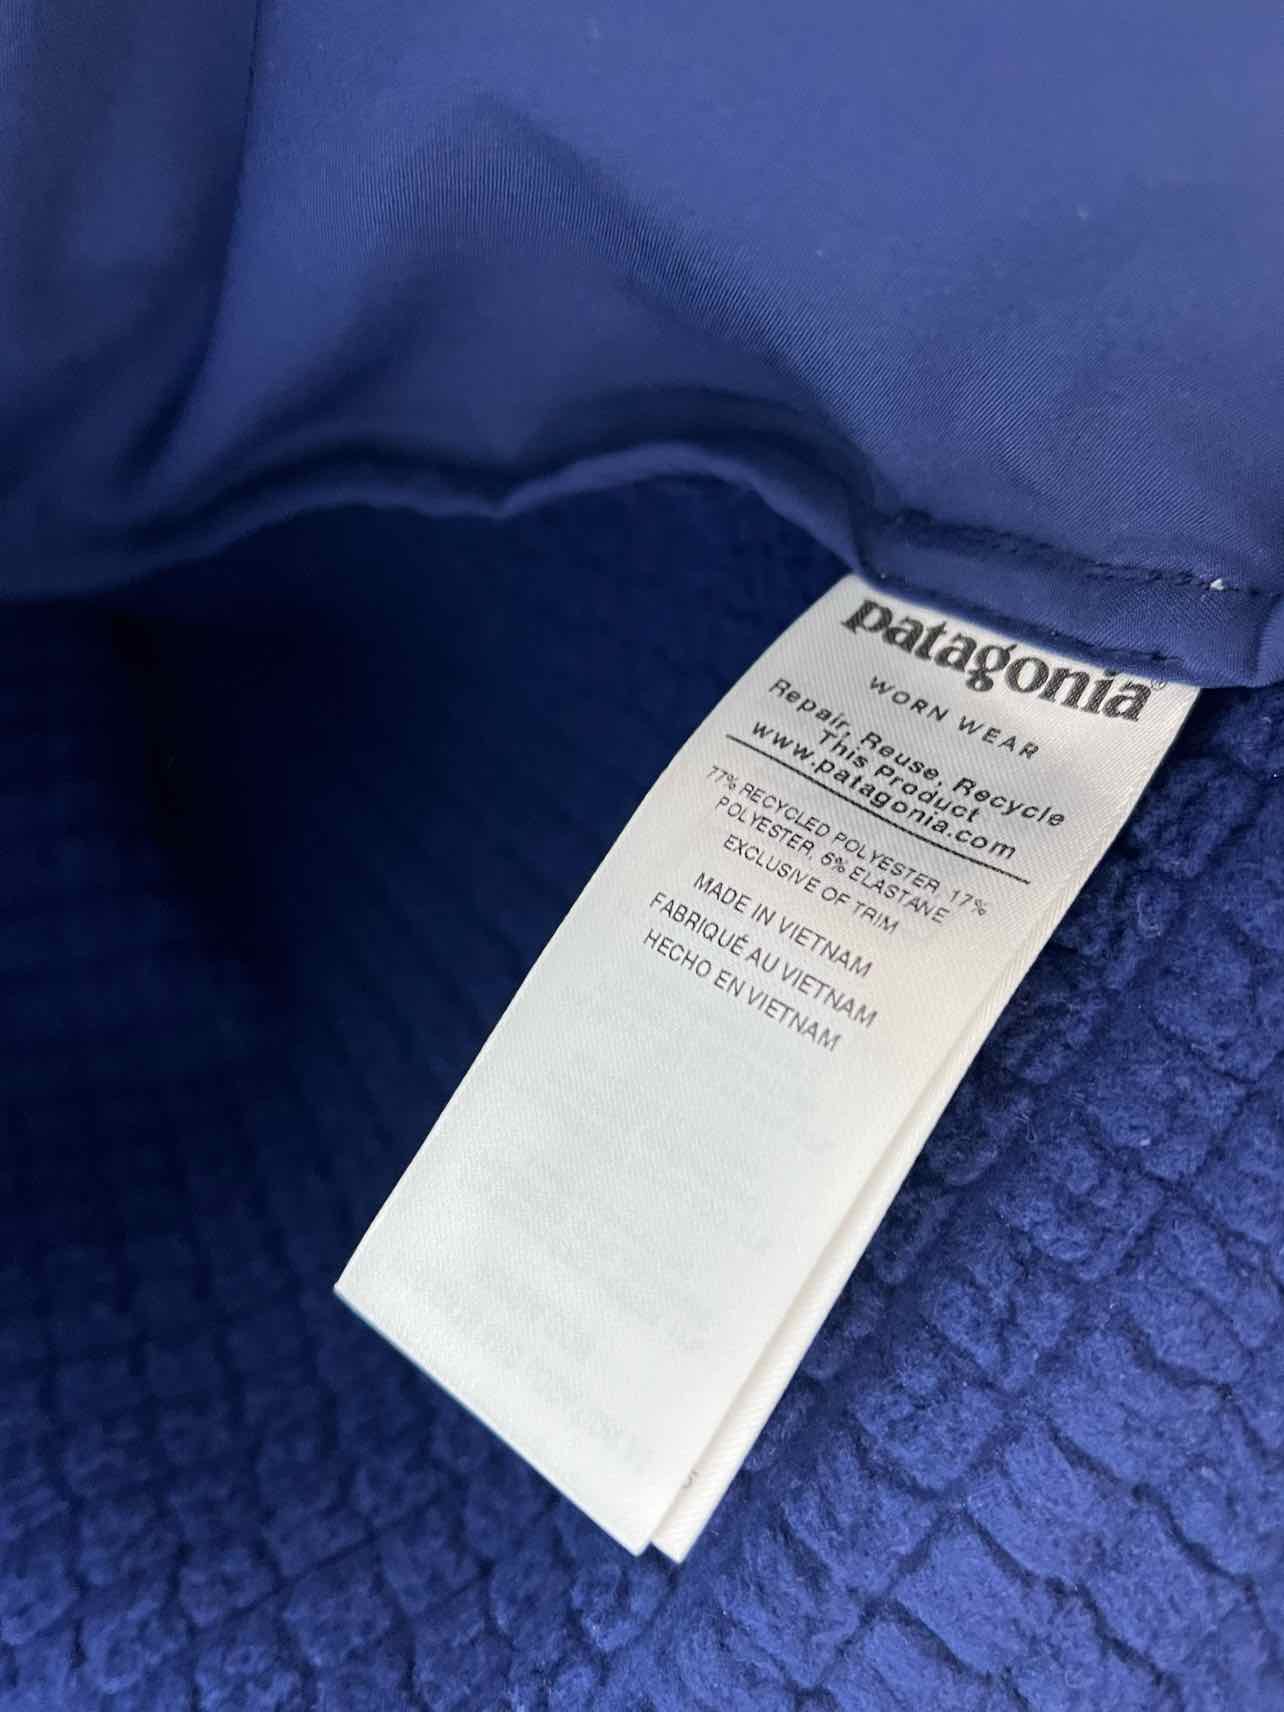 patagonia®
WORN WEAR
Repair, Reuse, Recycle
This Product
www.patagonia.com
77% RECYCLED POLYESTER, 17%
POLYESTER, 6% ELASTANE
EXCLUSIVE OF TRIM
MADE IN VIETNAM
FABRIQUÉ AU VIETNAM
HECHO EN VIETNAM